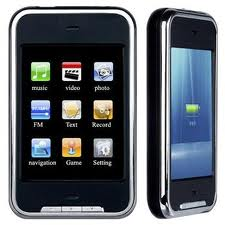 music video photo
FM Text Record
navigation Game Setting